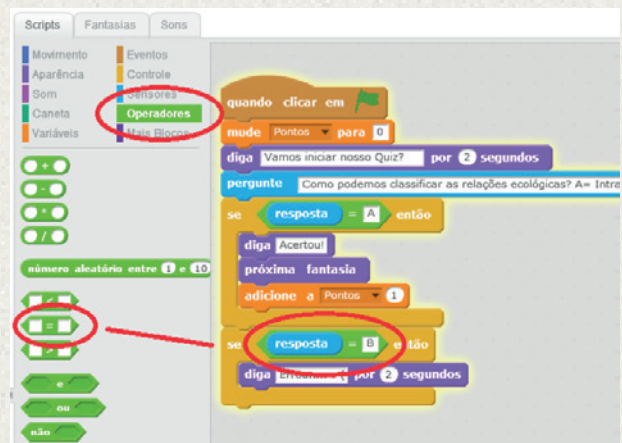 Scripts Fantasias Sons
Movimento Eventos
Aparência Controle
Som Sensores
Caneta Operadores
Variáveis Mais Blocos
+
-
*
/
número aleatório entre 1 e 10
<
=
>
e
ou
não
quando clicar em
mude Pontos para 0
diga Vamos iniciar nosso Quiz? por 2 segundos
pergunte Como podemos classificar as relações ecológicas? A= Intra
se resposta = A então
diga Acertou!
próxima fantasia
adicione a Pontos 1
se resposta = B então
diga por 2 segundos